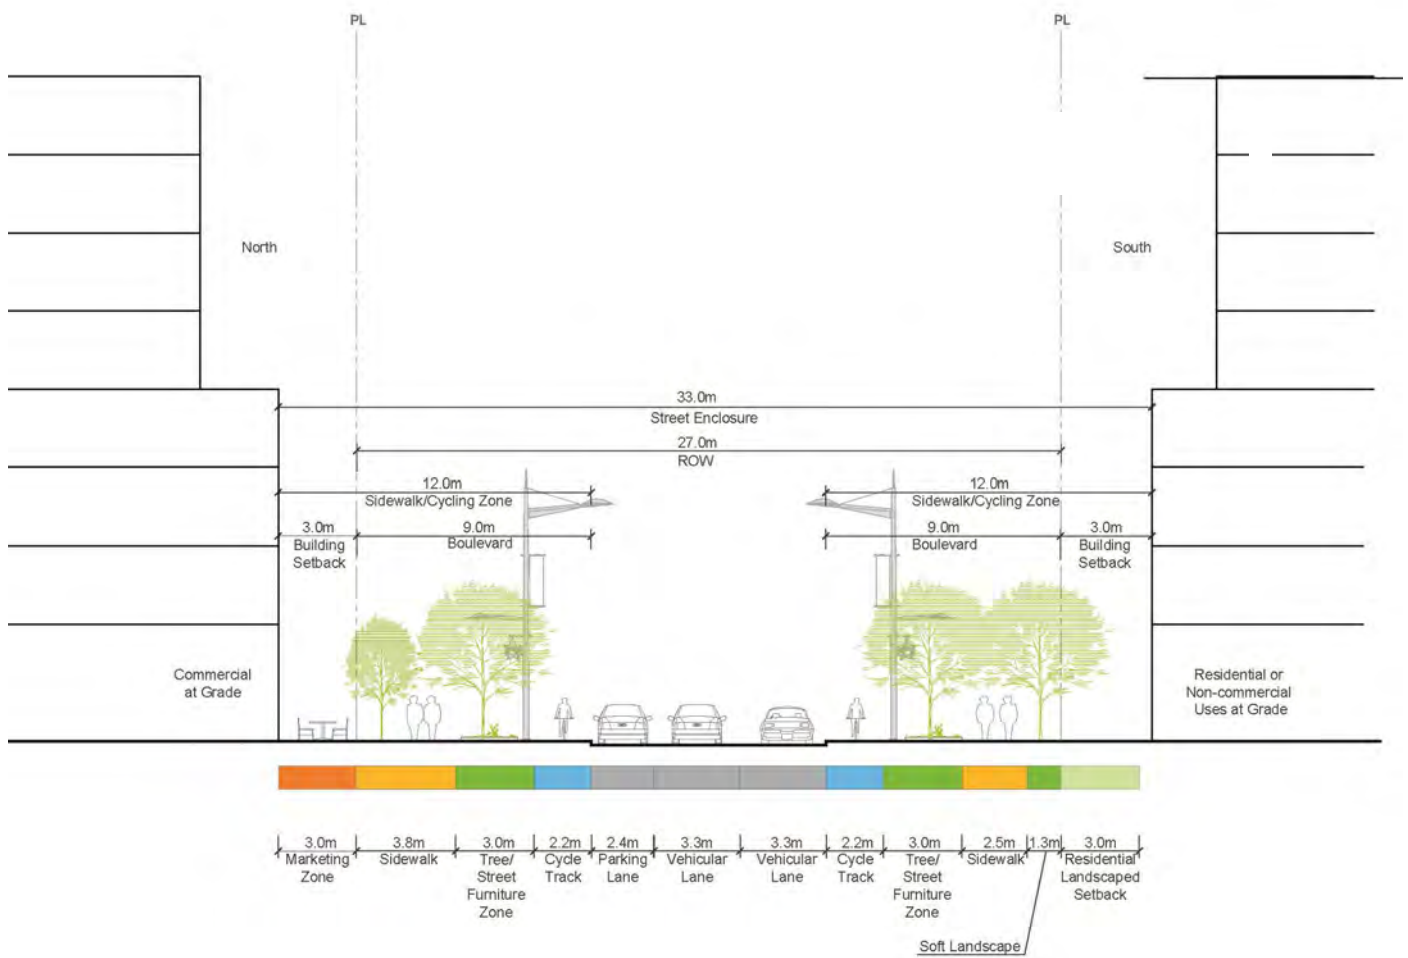 PL
PL
North
South
33.0m
Street Enclosure
27.0m
ROW
12.0m
Sidewalk/Cycling Zone
12.0m
Sidewalk/Cycling Zone
3.0m
Building
Setback
9.0m
Boulevard
9.0m
Boulevard
3.0m
Building
Setback
Commercial
at Grade
Residential or
Non-commercial
Uses at Grade
3.0m
Marketing
Zone
3.8m
Sidewalk
3.0m
Tree/
Street
Furniture
Zone
2.2m
Cycle
Track
2.4m
Parking
Lane
3.3m
Vehicular
Lane
3.3m
Vehicular
Lane
2.2m
Cycle
Track
3.0m
Tree/
Street
Furniture
Zone
2.5m
Sidewalk
1.3m
Soft Landscape
3.0m
Residential
Landscaped
Setback